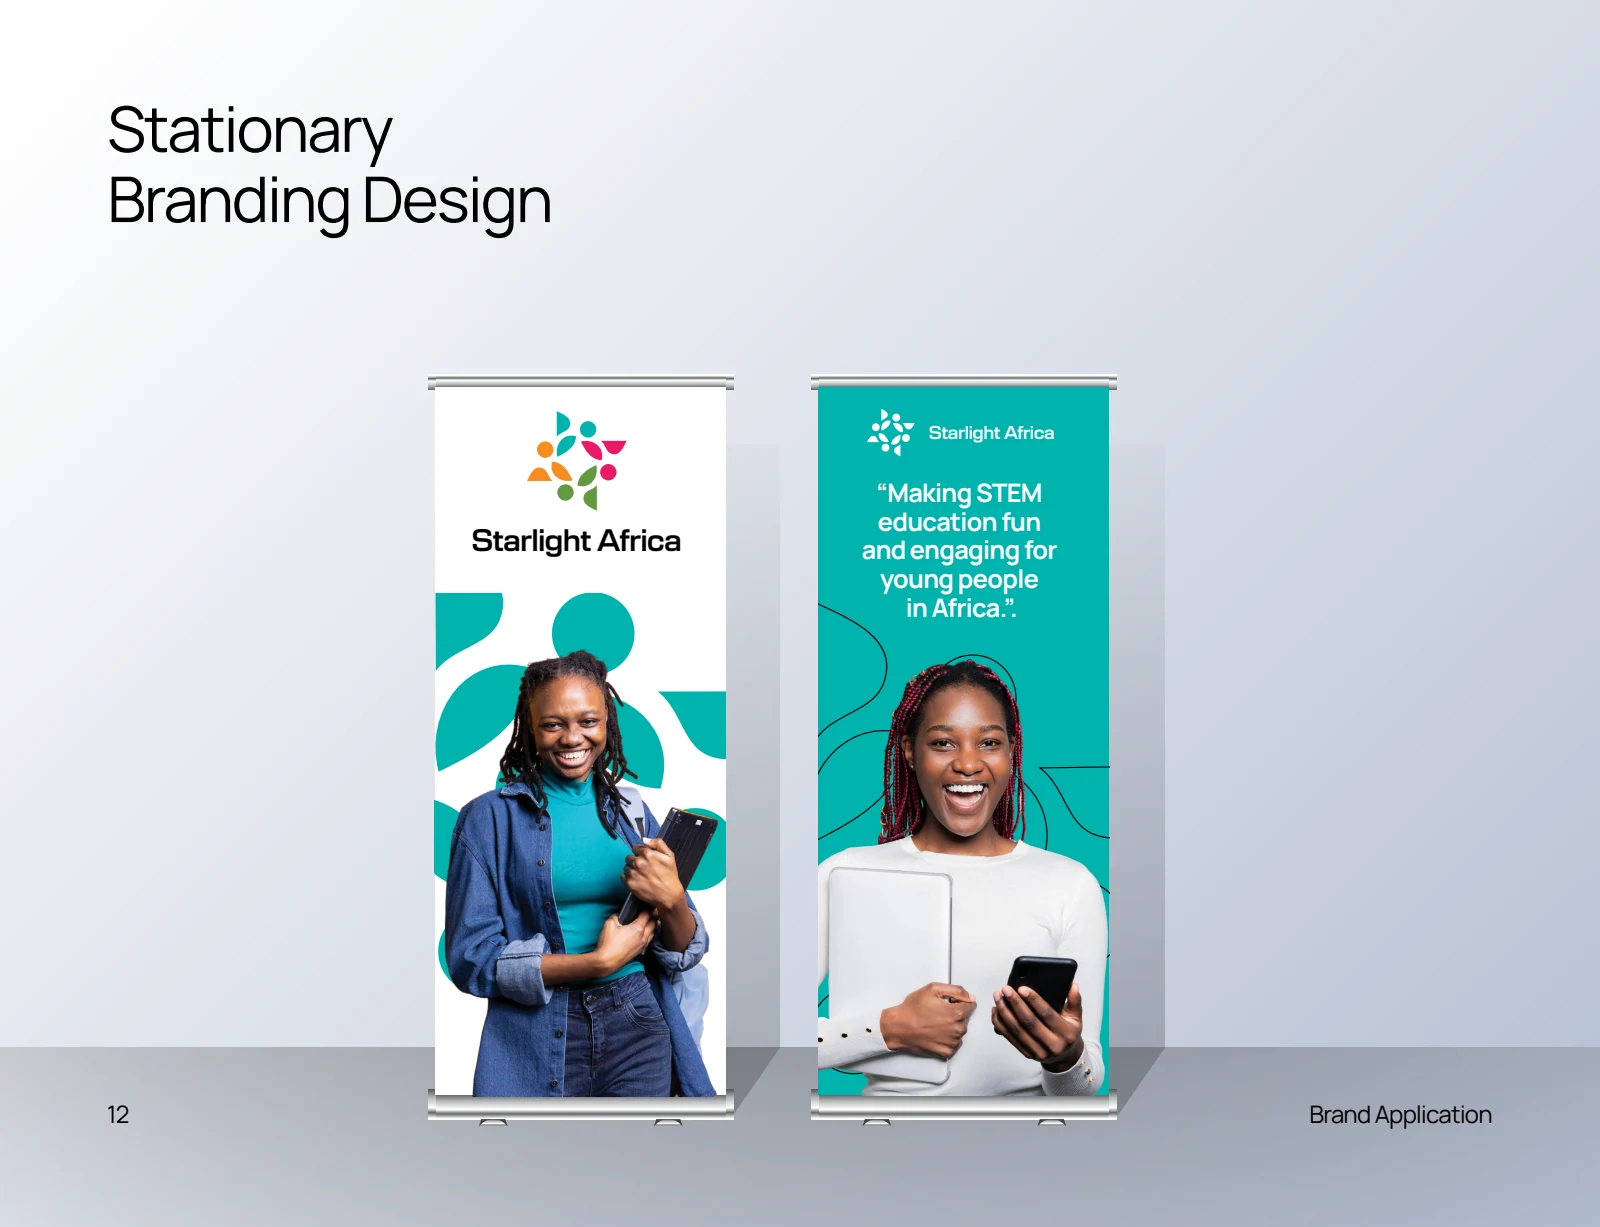 Stationary
Branding Design
Starlight Africa
Starlight Africa
“Making STEM
education fun
and engaging for
young people
in Africa.”.
12
Brand Application